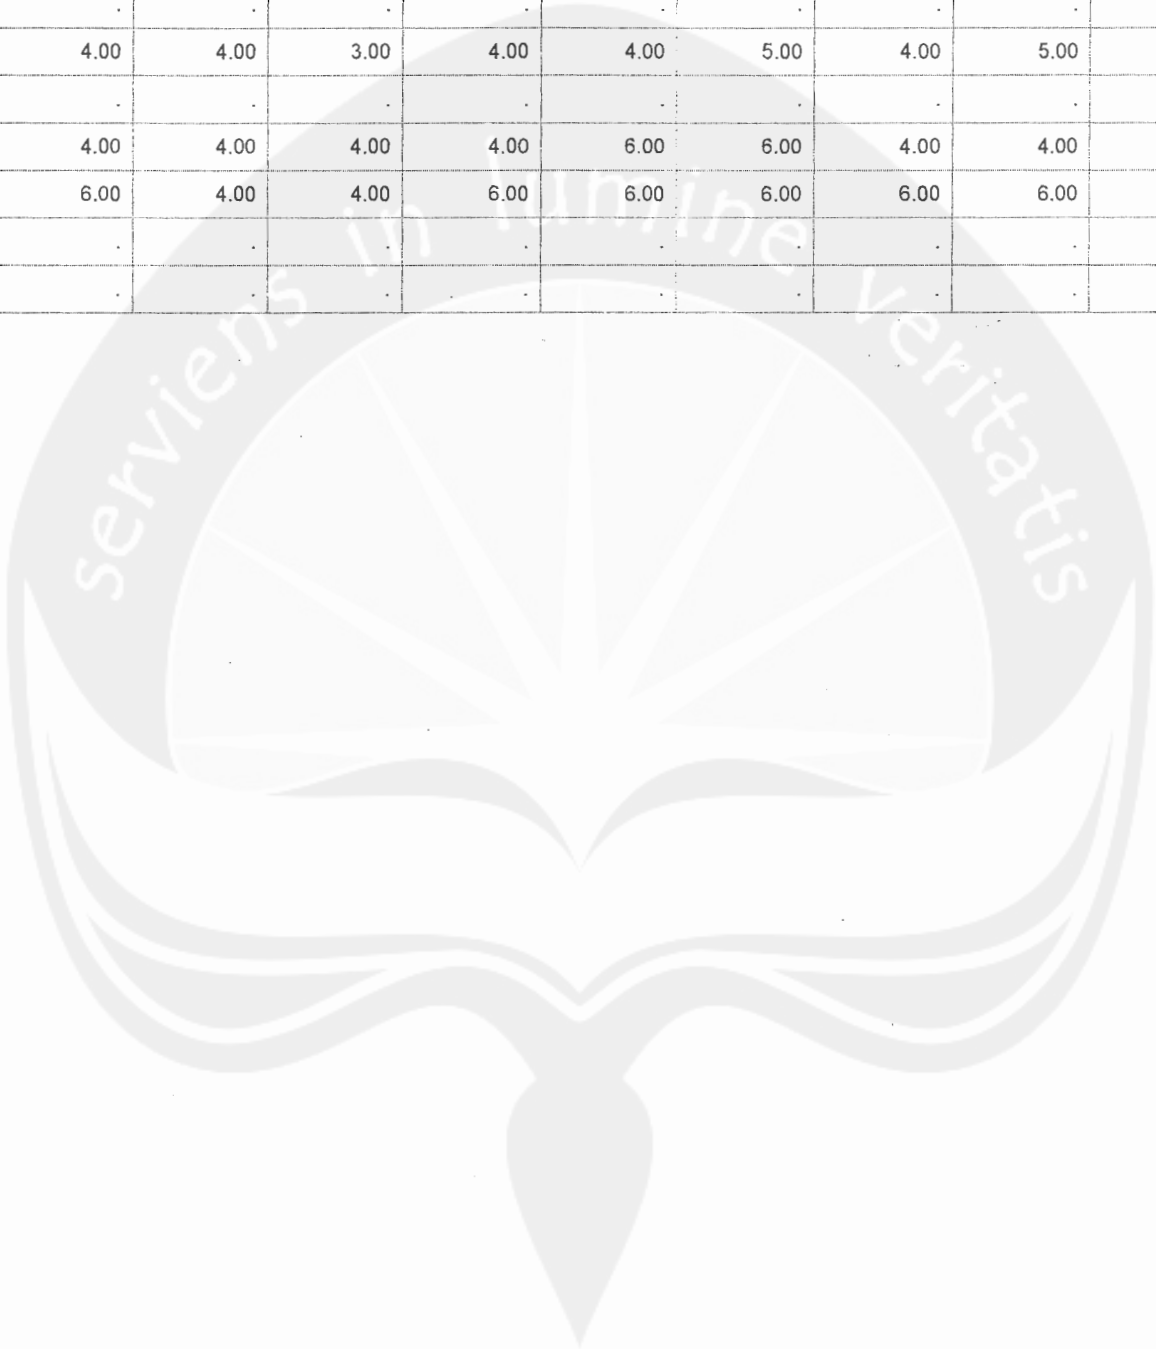 . . . . . . . .
4.00 4.00 3.00 4.00 4.00 5.00 4.00 5.00
. . . . . . . .
4.00 4.00 4.00 4.00 6.00 6.00 4.00 4.00
6.00 4.00 4.00 6.00 6.00 6.00 6.00 6.00
. . . . . . . .
. . . . . . . .
serviens in lumine veritatis